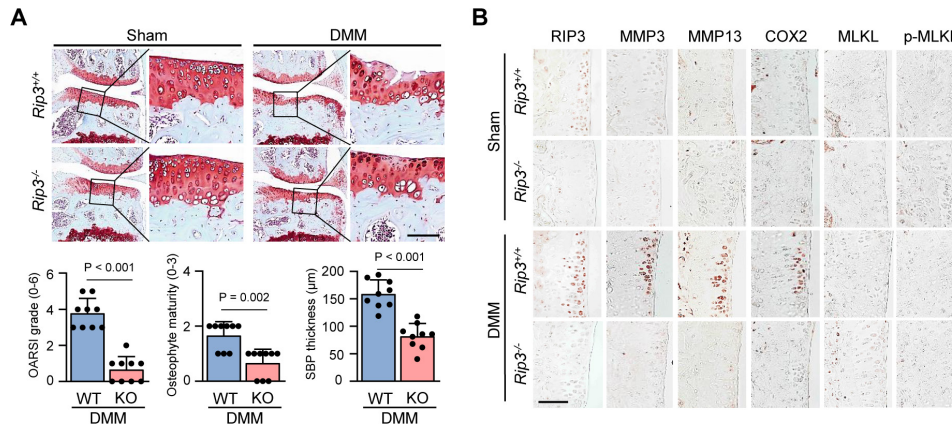 A
Sham
DMM
Rip3+/+
Rip3-/-
OARSI grade (0-6)
6
4
2
0
P < 0.001
WT
KO
DMM
Osteophyte maturity (0-3)
4
2
0
P = 0.002
WT
KO
DMM
SBP thickness (µm)
200
150
100
50
0
P < 0.001
WT
KO
DMM
B
RIP3
MMP3
MMP13
COX2
MLKL
p-MLKL
Sham
Rip3+/+
Rip3-/-
DMM
Rip3+/+
Rip3-/-